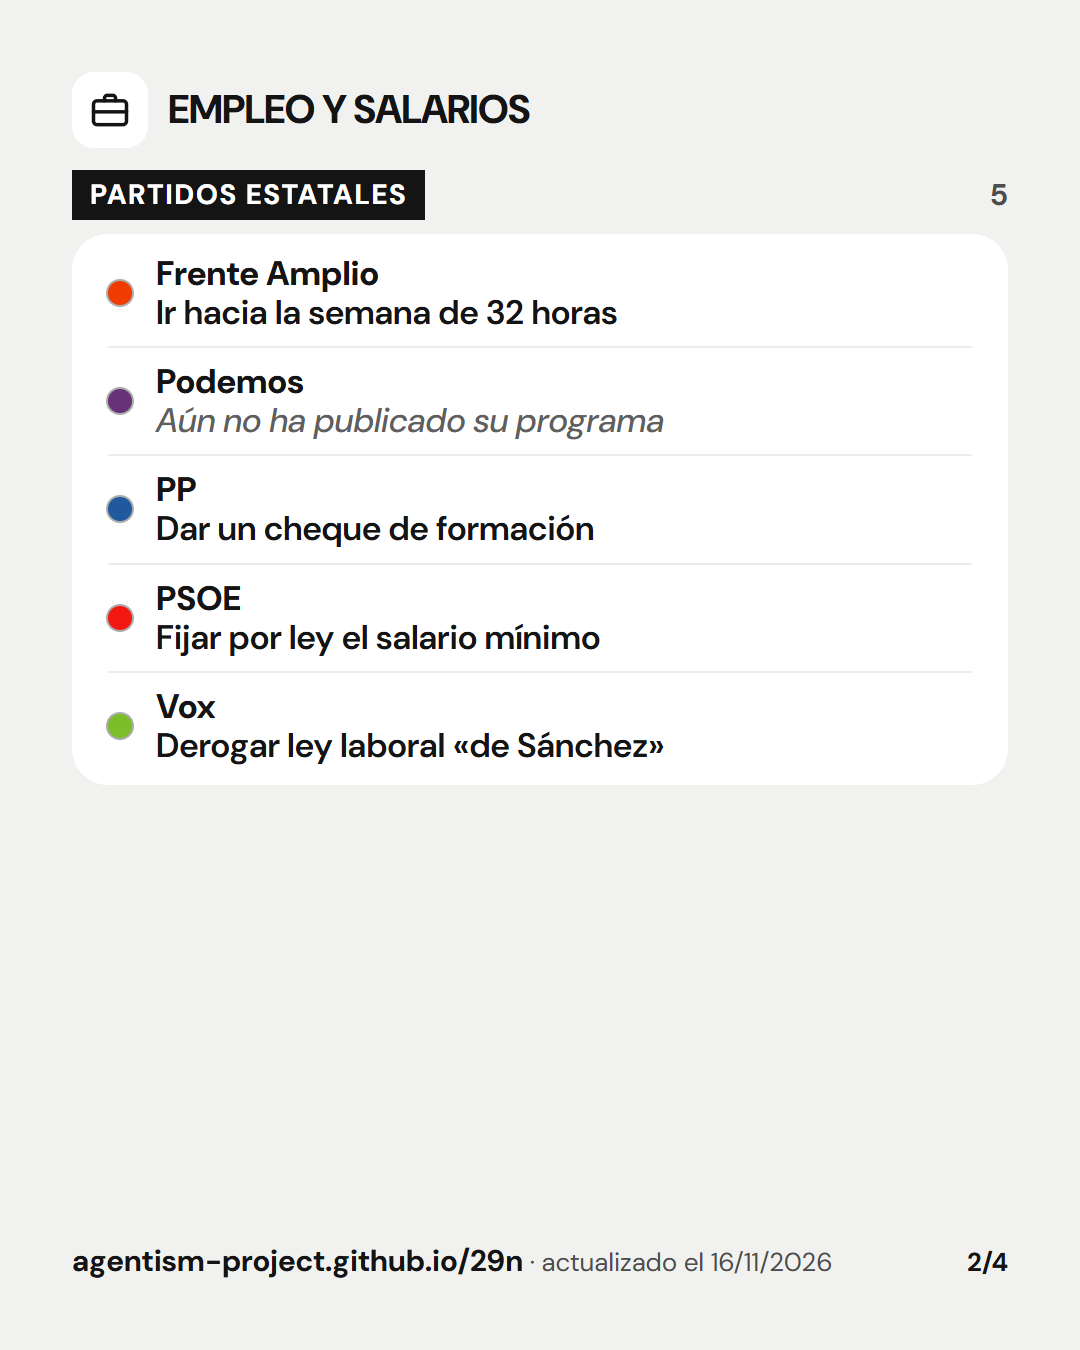 EMPLEO Y SALARIOS
PARTIDOS ESTATALES
5
Frente Amplio
Ir hacia la semana de 32 horas
Podemos
Aún no ha publicado su programa
PP
Dar un cheque de formación
PSOE
Fijar por ley el salario mínimo
Vox
Derogar ley laboral «de Sánchez»
agentism-project.github.io/29n · actualizado el 16/11/2026
2/4